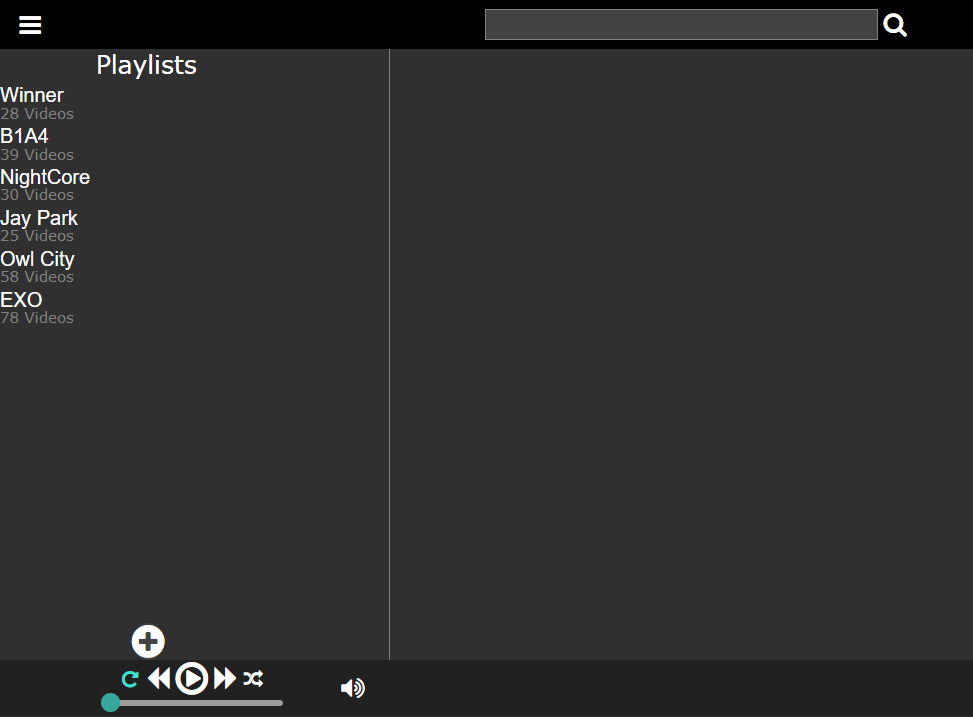 Playlists
Winner
28 Videos
B1A4
39 Videos
NightCore
30 Videos
Jay Park
25 Videos
Owl City
58 Videos
EXO
78 Videos